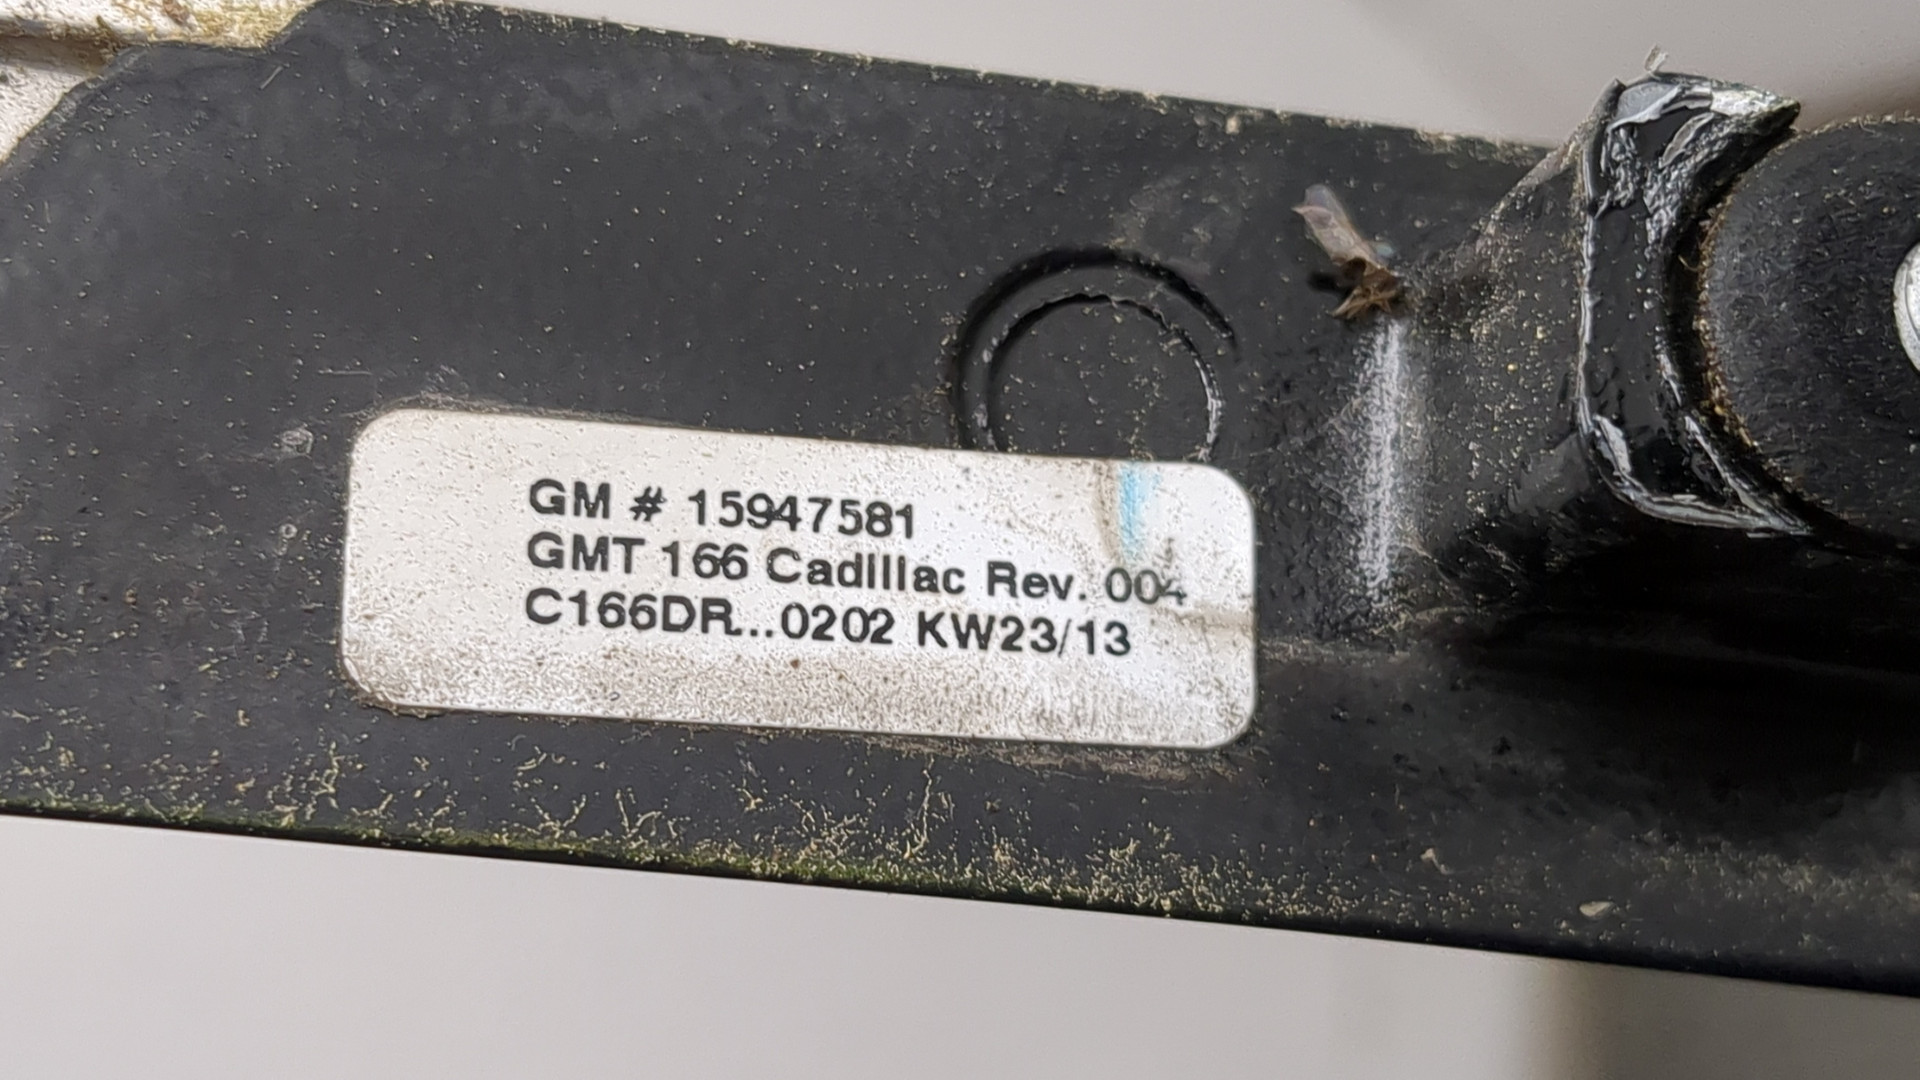 GM # 15947581
GMT 166 Cadillac Rev. 004
C166DR...0202 KW23/13